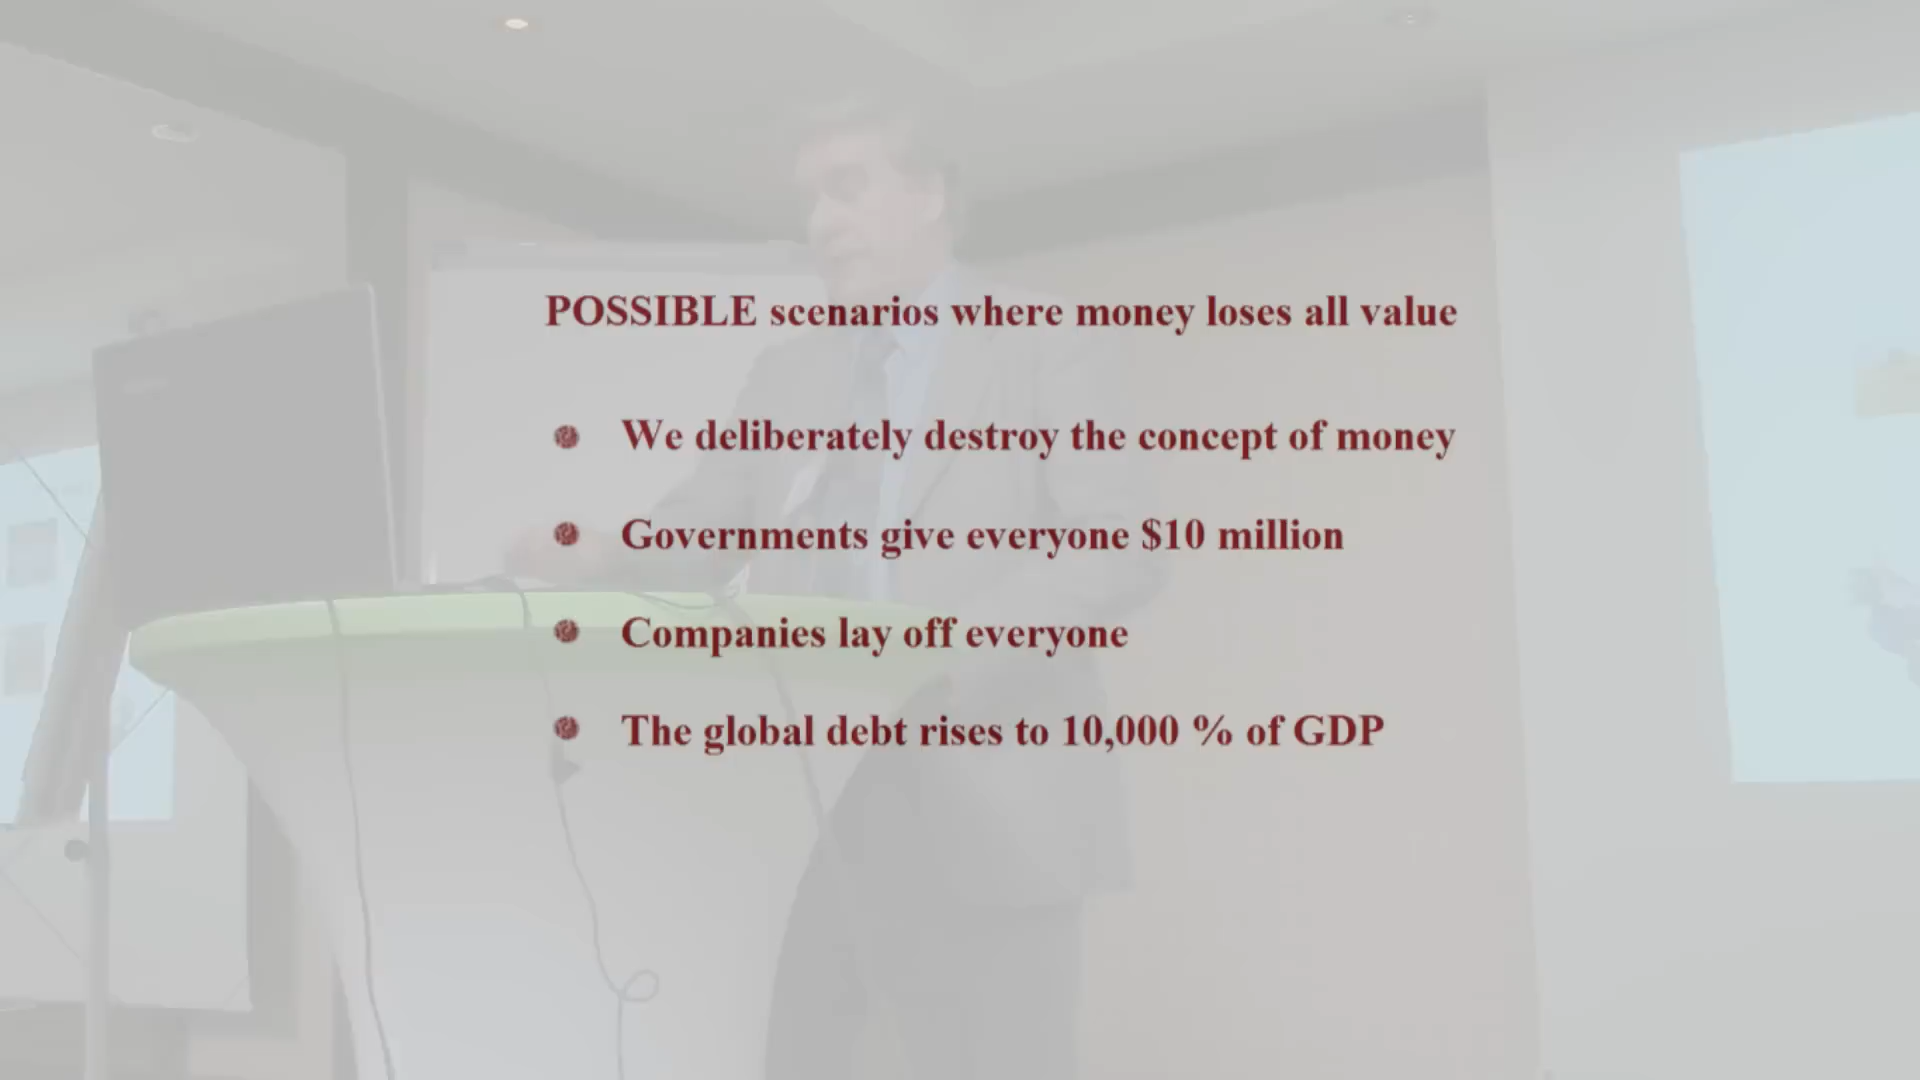 POSSIBLE scenarios where money loses all value
We deliberately destroy the concept of money
Governments give everyone $10 million
Companies lay off everyone
The global debt rises to 10,000 % of GDP